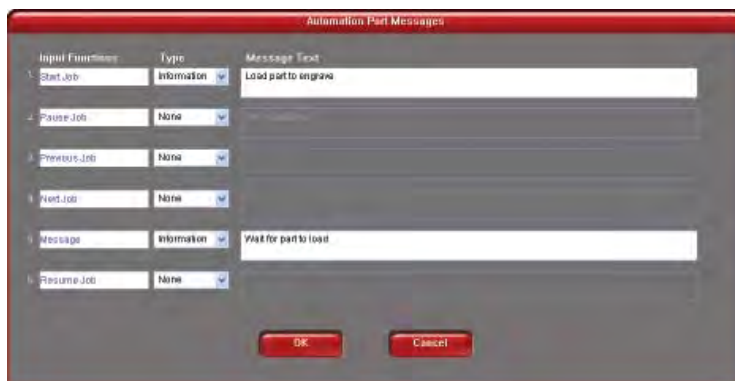 Automation Part Messages
Input Functions Type Message Text
1. Start Job Information Load part to engrave
2. Pause Job None
3. Previous Job None
4. Next Job None
5. Message Information Wait for part to load
6. Resume Job None
OK Cancel